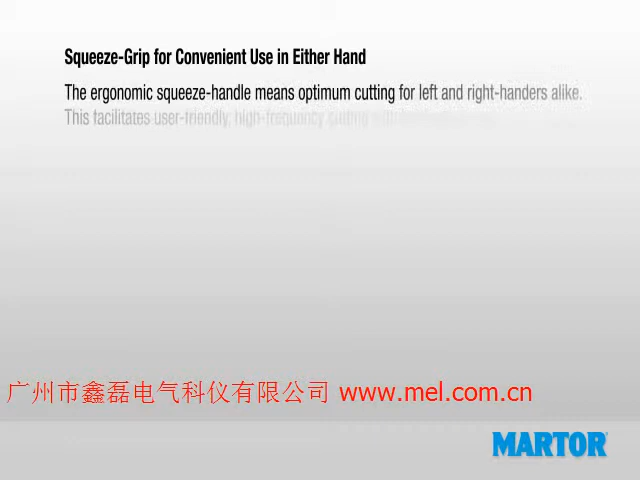 Squeeze-Grip for Convenient Use in Either Hand
The ergonomic squeeze-handle means optimum cutting for left and right-handers alike.
This facilitates user-friendly, high-frequency cutting
广州市鑫磊电气科仪有限公司 www.mel.com.cn
MARTOR